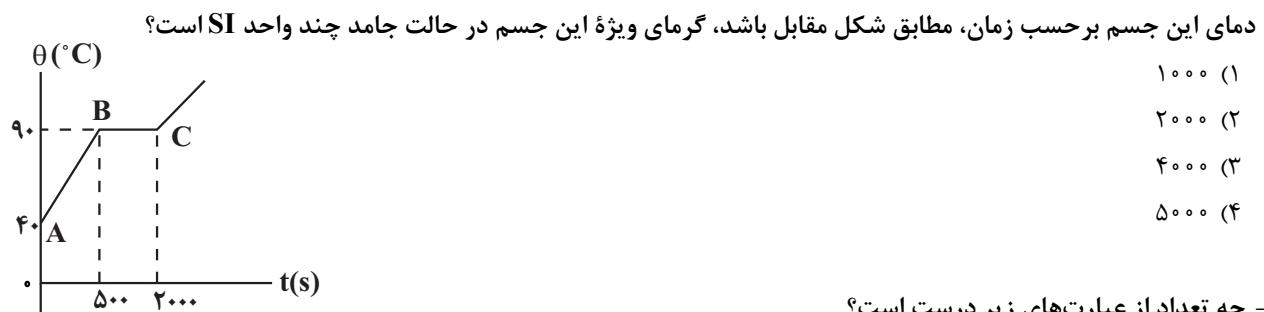 دمای این جسم برحسب زمان، مطابق شکل مقابل باشد، گرمای ویژهٔ این جسم در حالت جامد چند واحد SI است؟
۱) ۱۰۰۰
۲) ۲۰۰۰
۳) ۴۰۰۰
۴) ۵۰۰۰
θ(°C)
۹۰
B
C
۴۰
A
۰
t(s)
۵۰۰
۲۰۰۰
- چه تعداد از عبارت‌های زیر درست است؟